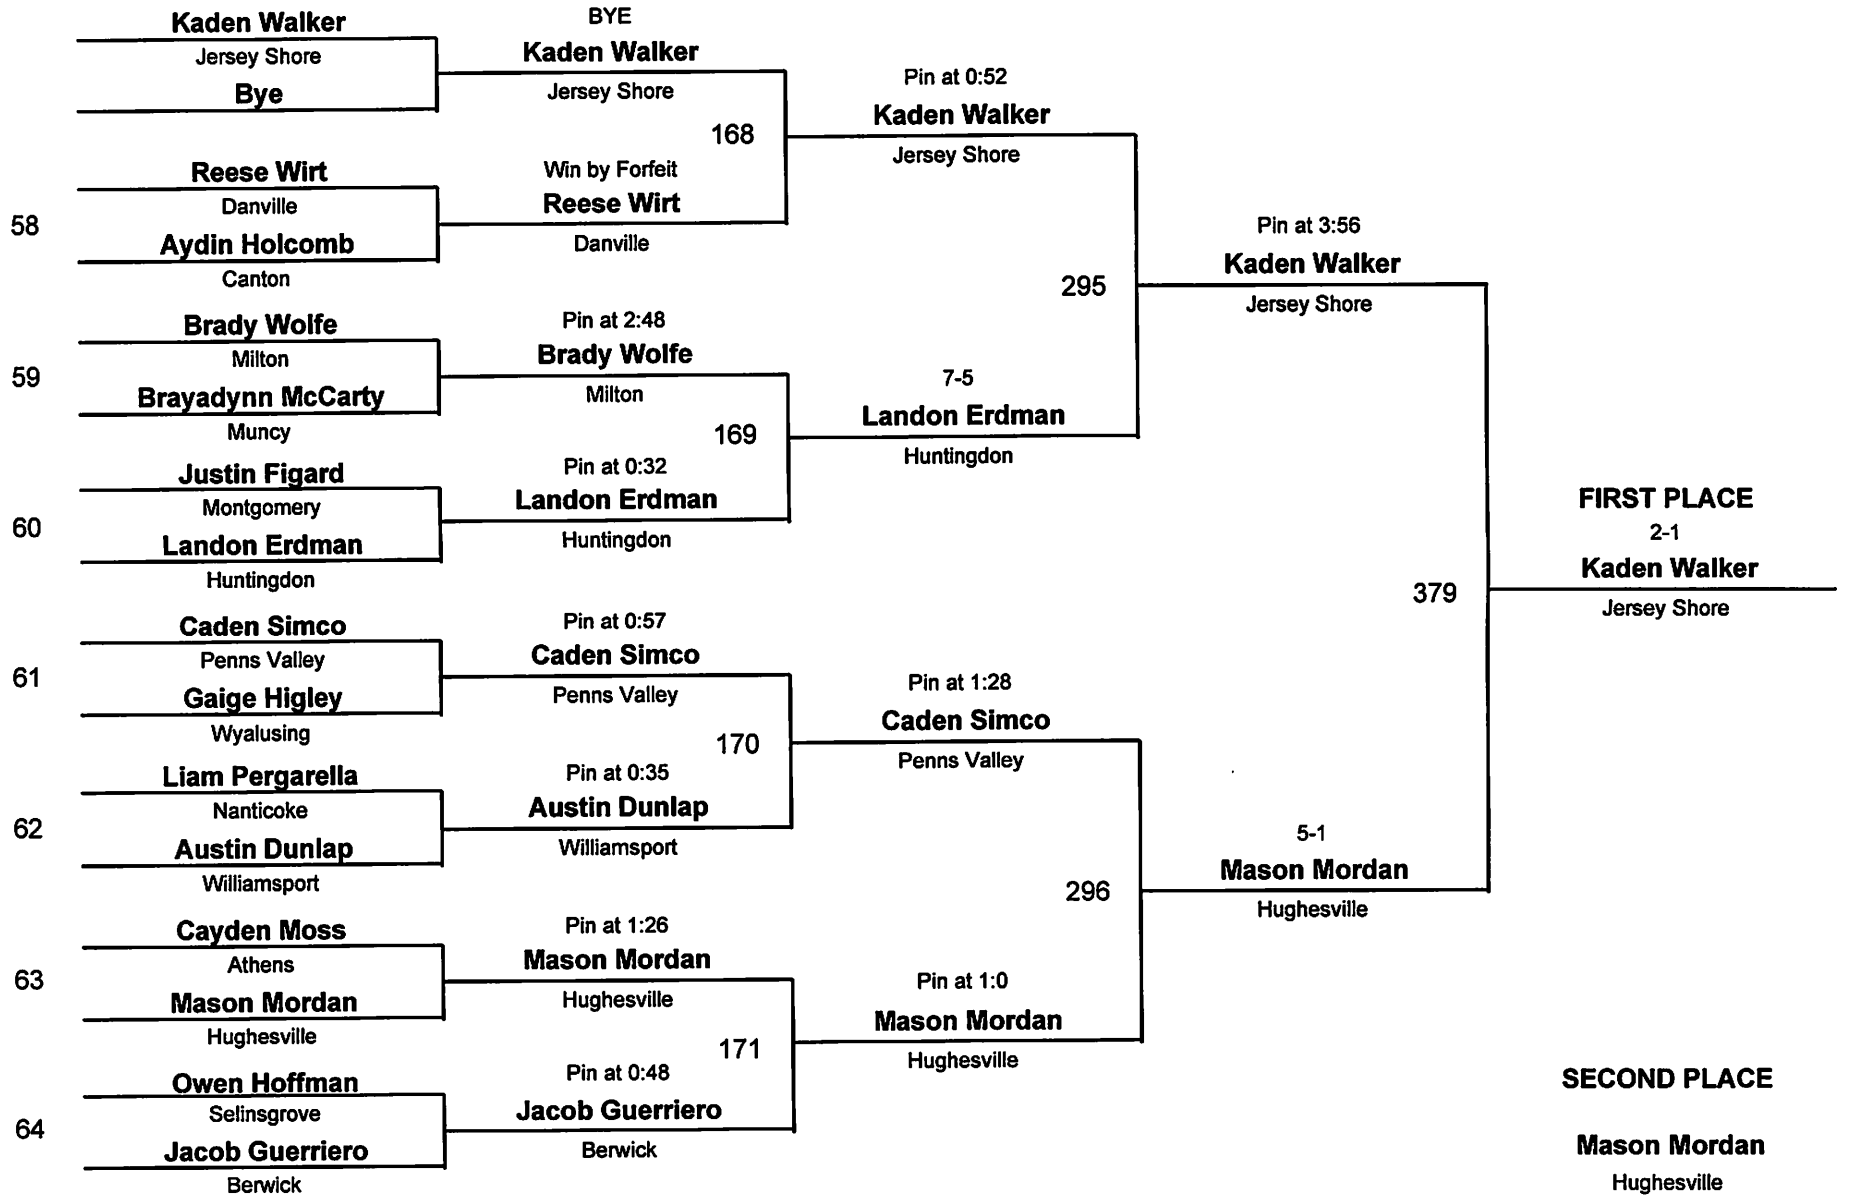 Kaden Walker
Jersey Shore
Bye
BYE
Kaden Walker
Jersey Shore
168
Pin at 0:52
Kaden Walker
Jersey Shore
58
Reese Wirt
Danville
Aydin Holcomb
Canton
Win by Forfeit
Reese Wirt
Danville
295
Pin at 3:56
Kaden Walker
Jersey Shore
59
Brady Wolfe
Milton
Brayadynn McCarty
Muncy
Pin at 2:48
Brady Wolfe
Milton
169
7-5
Landon Erdman
Huntingdon
60
Justin Figard
Montgomery
Landon Erdman
Huntingdon
Pin at 0:32
Landon Erdman
Huntingdon
379
FIRST PLACE
2-1
Kaden Walker
Jersey Shore
61
Caden Simco
Penns Valley
Gaige Higley
Wyalusing
Pin at 0:57
Caden Simco
Penns Valley
170
Pin at 1:28
Caden Simco
Penns Valley
62
Liam Pergarella
Nanticoke
Austin Dunlap
Williamsport
Pin at 0:35
Austin Dunlap
Williamsport
296
5-1
Mason Mordan
Hughesville
63
Cayden Moss
Athens
Mason Mordan
Hughesville
Pin at 1:26
Mason Mordan
Hughesville
171
Pin at 1:0
Mason Mordan
Hughesville
64
Owen Hoffman
Selinsgrove
Jacob Guerriero
Berwick
Pin at 0:48
Jacob Guerriero
Berwick
SECOND PLACE
Mason Mordan
Hughesville